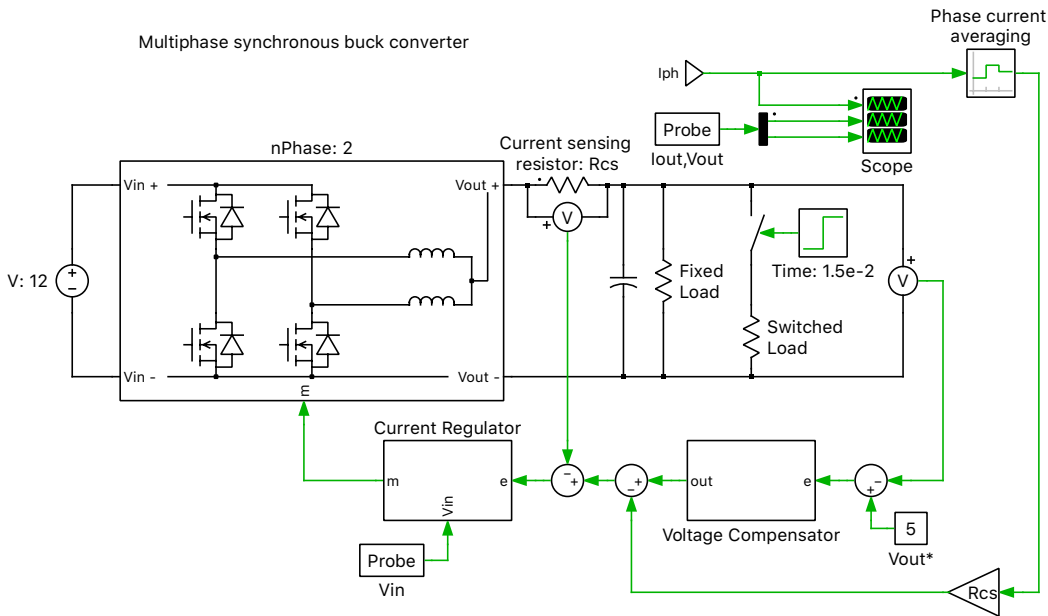 Phase current
averaging
Multiphase synchronous buck converter
Iph
Probe
Iout,Vout
Scope
nPhase: 2
Current sensing
resistor: Rcs
Vin +
Vout +
V
+
Time: 1.5e-2
V: 12
+
−
Fixed
Load
+
V
Switched
Load
Vin -
Vout -
m
Current Regulator
m
e
Vin
−
+
−
+
out
e
−
+
Voltage Compensator
5
Vout*
Probe
Vin
Rcs